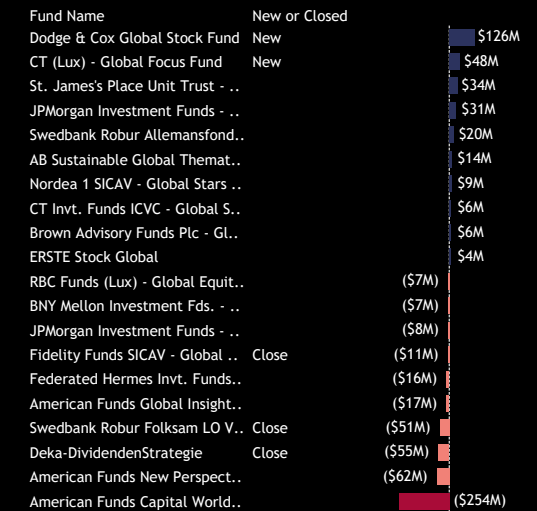 Fund Name New or Closed
Dodge & Cox Global Stock Fund New $126M
CT (Lux) - Global Focus Fund New $48M
St. James's Place Unit Trust - .. $34M
JPMorgan Investment Funds - .. $31M
Swedbank Robur Allemansfond.. $20M
AB Sustainable Global Themat.. $14M
Nordea 1 SICAV - Global Stars .. $9M
CT Invt. Funds ICVC - Global S.. $6M
Brown Advisory Funds Plc - Gl.. $6M
ERSTE Stock Global $4M
RBC Funds (Lux) - Global Equit.. ($7M)
BNY Mellon Investment Fds. - .. ($7M)
JPMorgan Investment Funds - .. ($8M)
Fidelity Funds SICAV - Global .. Close ($11M)
Federated Hermes Invt. Funds.. ($16M)
American Funds Global Insight.. ($17M)
Swedbank Robur Folksam LO V.. Close ($51M)
Deka-DividendenStrategie Close ($55M)
American Funds New Perspect.. ($62M)
American Funds Capital World.. ($254M)